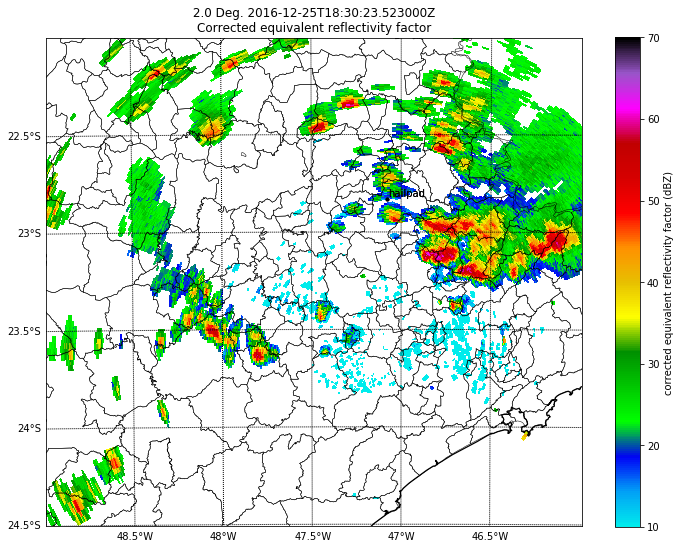 2.0 Deg. 2016-12-25T18:30:23.523000Z
Corrected equivalent reflectivity factor
22.5°S
23°S
23.5°S
24°S
24.5°S
48.5°W
48°W
47.5°W
47°W
46.5°W
70
60
50
40
30
20
10
corrected equivalent reflectivity factor (dBZ)